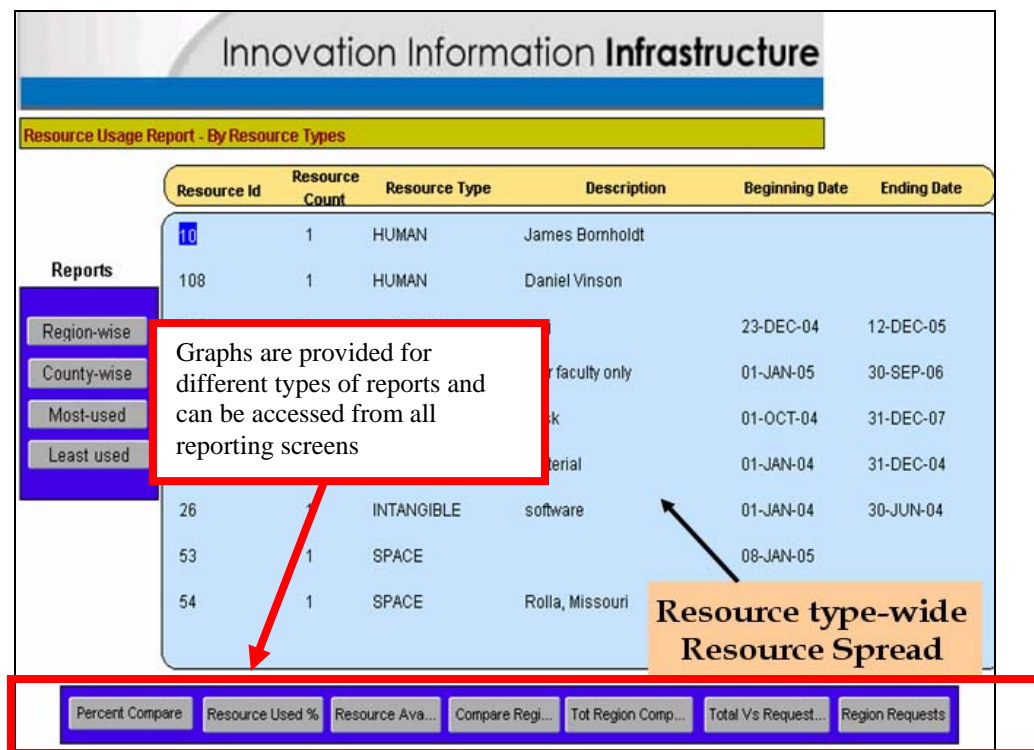 Innovation Information Infrastructure
Resource Usage Report - By Resource Types
Resource Id Resource Count Resource Type Description Beginning Date Ending Date
10 1 HUMAN James Bornholdt
Reports
108 1 HUMAN Daniel Vinson
Region-wise
23-DEC-04 12-DEC-05
County-wise
faculty only 01-JAN-05 30-SEP-06
Most-used
01-OCT-04 31-DEC-07
Least used
01-JAN-04 31-DEC-04
Graphs are provided for
different types of reports and
can be accessed from all
reporting screens
26 INTANGIBLE software 01-JAN-04 30-JUN-04
53 1 SPACE 08-JAN-05
54 1 SPACE Rolla, Missouri
Resource type-wide
Resource Spread
Percent Compare Resource Used % Resource Ava... Compare Regi... Tot Region Comp... Total Vs Request... Region Requests